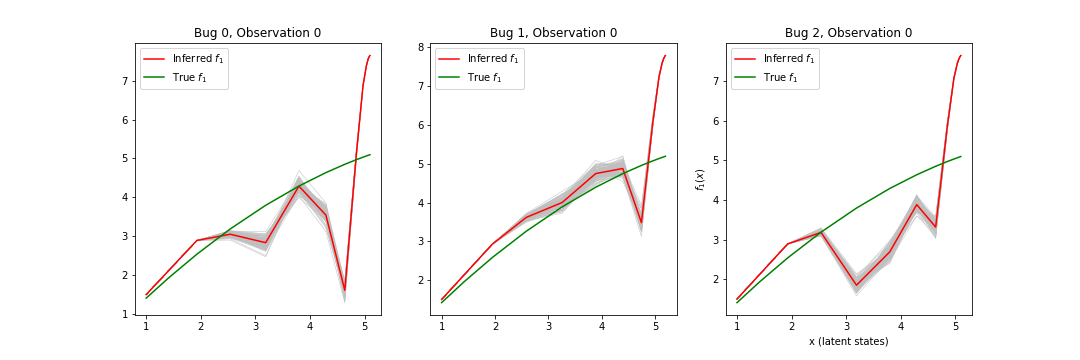 Bug 0, Observation 0
Inferred f₁
True f₁
7
6
5
4
3
2
1
1 2 3 4 5
Bug 1, Observation 0
Inferred f₁
True f₁
8
7
6
5
4
3
2
1 2 3 4 5
Bug 2, Observation 0
Inferred f₁
True f₁
f₁(x)
7
6
5
4
3
2
1 2 3 4 5
x (latent states)